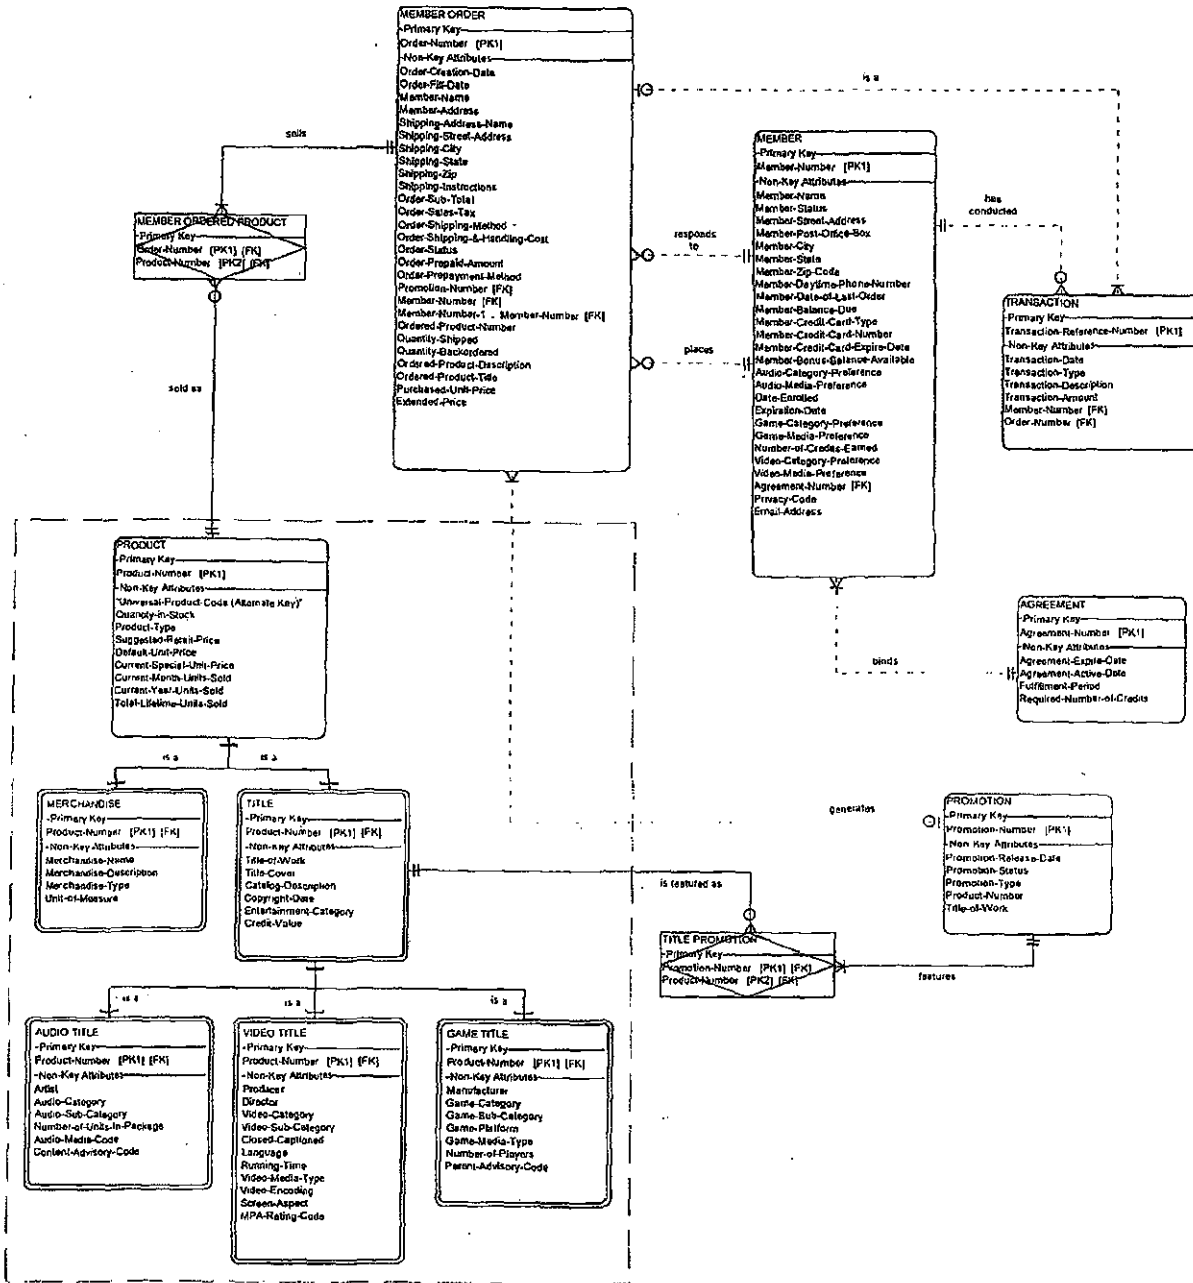 MEMBER ORDER
-Primary Key
Order-Number [PK1]
-Non-Key Attributes
Order-Creation-Date
Order-Fill-Date
Member-Name
Member-Address
Shipping-Address-Name
Shipping-Street-Address
Shipping-City
Shipping-State
Shipping-Zip
Shipping-Instructions
Order-Sub-Total
Order-Sales-Tax
Order-Shipping-Method
Order-Shipping-&-Handling-Cost
Order-Status
Order-Prepaid-Amount
Order-Prepayment-Method
Promotion-Number [FK]
Member-Number [FK]
Member-Number-1 - Member-Number [FK]
Ordered-Product-Number
Quantity-Shipped
Quantity-Backordered
Ordered-Product-Description
Ordered-Product-Title
Purchased-Unit-Price
Extended-Price
is a
sells
MEMBER
-Primary Key
Member-Number [PK1]
-Non-Key Attributes
Member-Name
Member-Status
Member-Street-Address
Member-Post-Office-Box
Member-City
Member-State
Member-Zip-Code
Member-Daytime-Phone-Number
Member-Date-of-Last-Order
Member-Balance-Due
Member-Credit-Card-Type
Member-Credit-Card-Number
Member-Credit-Card-Expire-Date
Member-Bonus-Balance-Available
Audio-Category-Preference
Audio-Media-Preference
Date-Enrolled
Expiration-Date
Game-Category-Preference
Game-Media-Preference
Number-of-Credits-Earned
Video-Category-Preference
Video-Media-Preference
Agreement-Number [FK]
Privacy-Code
Email-Address
has
conducted
responds
to
places
MEMBER ORDERED PRODUCT
-Primary Key
Order-Number [PK1] [FK]
Product-Number [PK2] [FK]
TRANSACTION
-Primary Key
Transaction-Reference-Number [PK1]
-Non-Key Attributes
Transaction-Date
Transaction-Type
Transaction-Description
Transaction-Amount
Member-Number [FK]
Order-Number [FK]
sold as
PRODUCT
-Primary Key
Product-Number [PK1]
-Non-Key Attributes
"Universal-Product-Code (Alternate Key)"
Quantity-in-Stock
Product-Type
Suggested-Retail-Price
Default-Unit-Price
Current-Special-Unit-Price
Current-Month-Units-Sold
Current-Year-Units-Sold
Total-Lifetime-Units-Sold
AGREEMENT
-Primary Key
Agreement-Number [PK1]
-Non-Key Attributes
Agreement-Expire-Date
Agreement-Active-Date
Fulfillment-Period
Required-Number-of-Credits
binds
is a
is a
MERCHANDISE
-Primary Key
Product-Number [PK1] [FK]
-Non-Key Attributes
Merchandise-Name
Merchandise-Description
Merchandise-Type
Unit-of-Measure
TITLE
-Primary Key
Product-Number [PK1] [FK]
-Non-Key Attributes
Title-of-Work
Title-Cover
Catalog-Description
Copyright-Date
Entertainment-Category
Credit-Value
generates
PROMOTION
-Primary Key
Promotion-Number [PK1]
-Non Key Attributes
Promotion-Release-Date
Promotion-Status
Promotion-Type
Product-Number
Title-of-Work
is featured as
TITLE PROMOTION
-Primary Key
Promotion-Number [PK1] [FK]
Product-Number [PK2] [FK]
features
is a
is a
is a
AUDIO TITLE
-Primary Key
Product-Number [PK1] [FK]
-Non-Key Attributes
Artist
Audio-Category
Audio-Sub-Category
Number-of-Units-In-Package
Audio-Media-Code
Content-Advisory-Code
VIDEO TITLE
-Primary Key
Product-Number [PK1] [FK]
-Non-Key Attributes
Producer
Director
Video-Category
Video-Sub-Category
Closed-Captioned
Language
Running-Time
Video-Media-Type
Video-Encoding
Screen-Aspect
MPA-Rating-Code
GAME TITLE
-Primary Key
Product-Number [PK1] [FK]
-Non-Key Attributes
Manufacturer
Game-Category
Game-Sub-Category
Game-Platform
Game-Media-Type
Number-of-Players
Parent-Advisory-Code